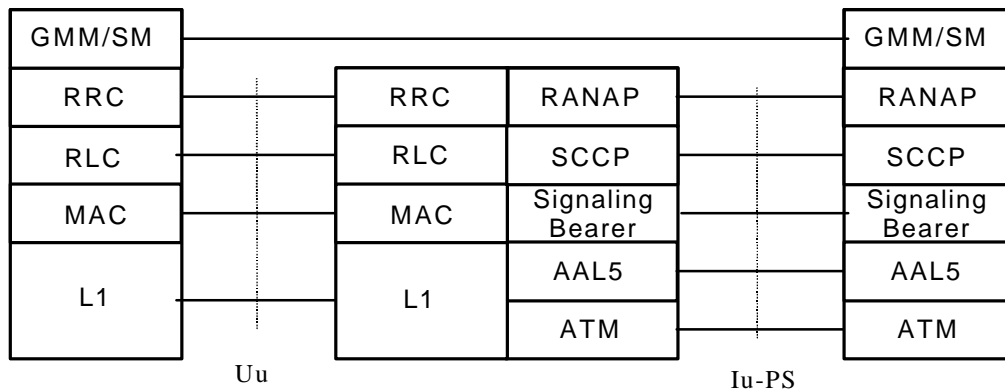 GMM/SM
GMM/SM
RRC
RRC
RANAP
RANAP
RLC
RLC
SCCP
SCCP
MAC
MAC
Signaling
Bearer
Signaling
Bearer
L1
L1
AAL5
AAL5
ATM
ATM
Uu
Iu-PS